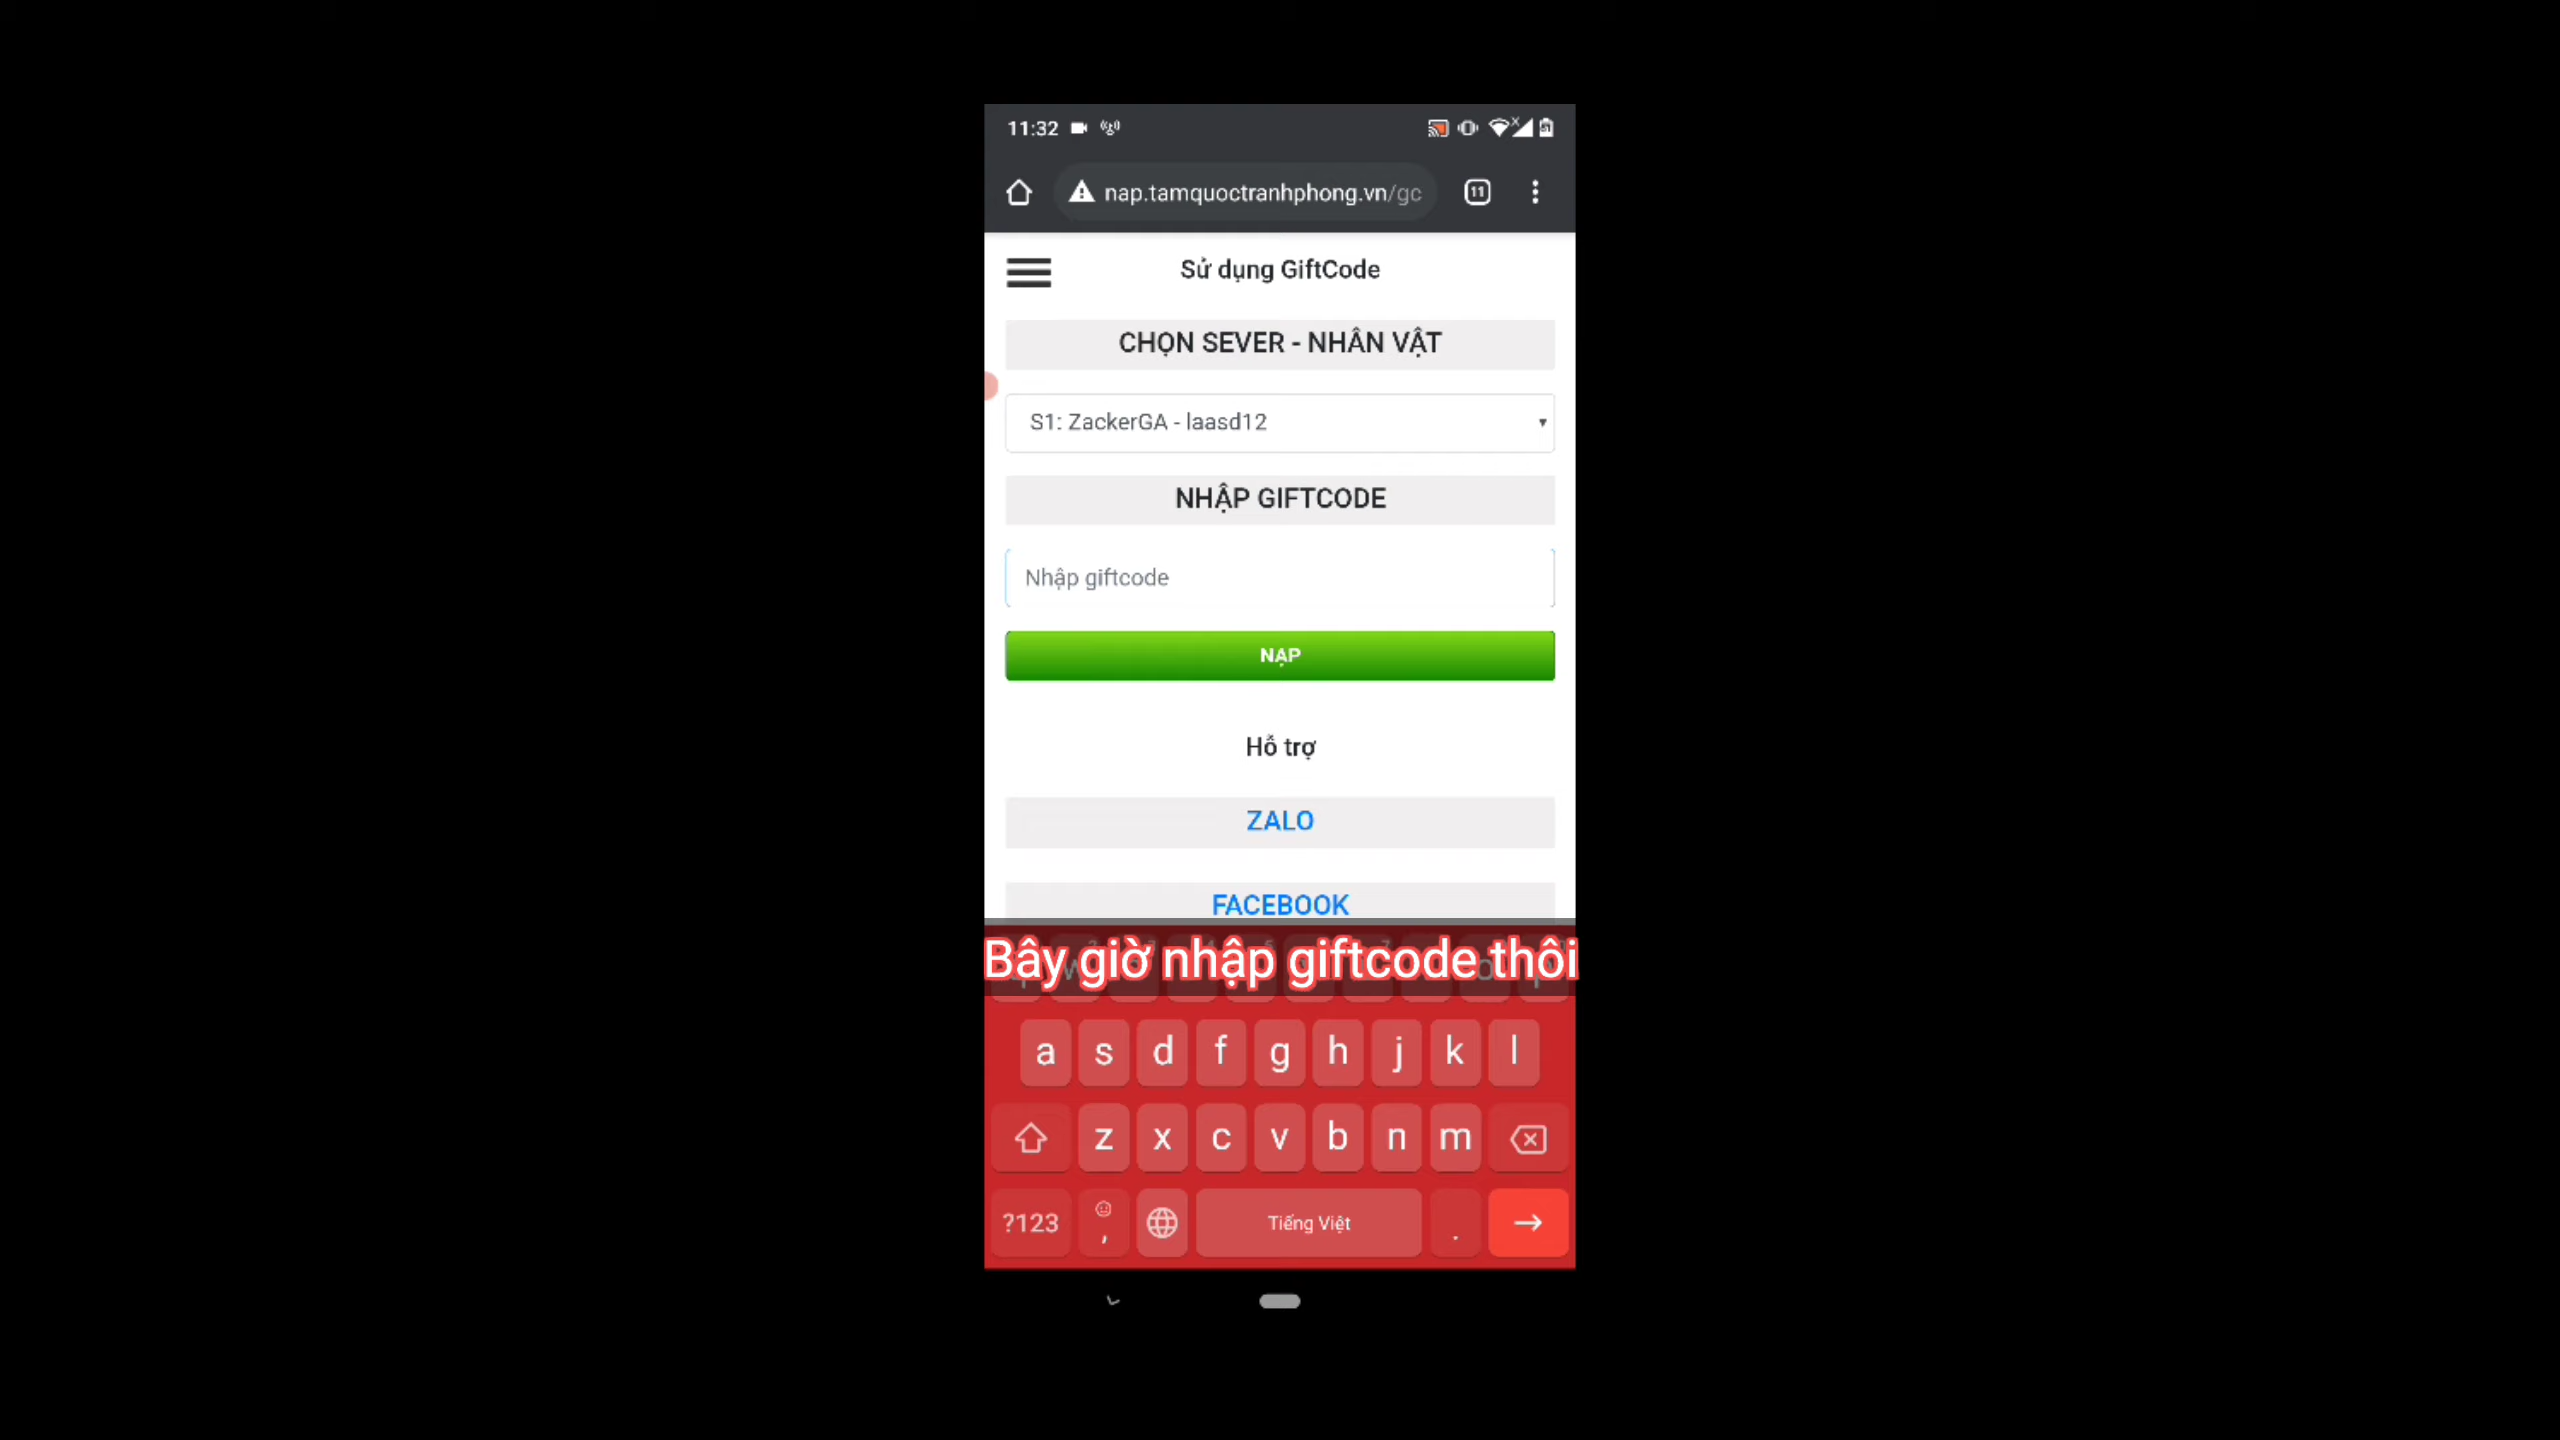 11:32
nap.tamquoctranhphong.vn/gc
11
Sử dụng GiftCode
CHỌN SEVER - NHÂN VẬT
S1: ZackerGA - laasd12
NHẬP GIFTCODE
Nhập giftcode
NẠP
Hỗ trợ
ZALO
FACEBOOK
Bây giờ nhập giftcode thôi
a s d f g h j k l
z x c v b n m
?123 , Tiếng Việt .